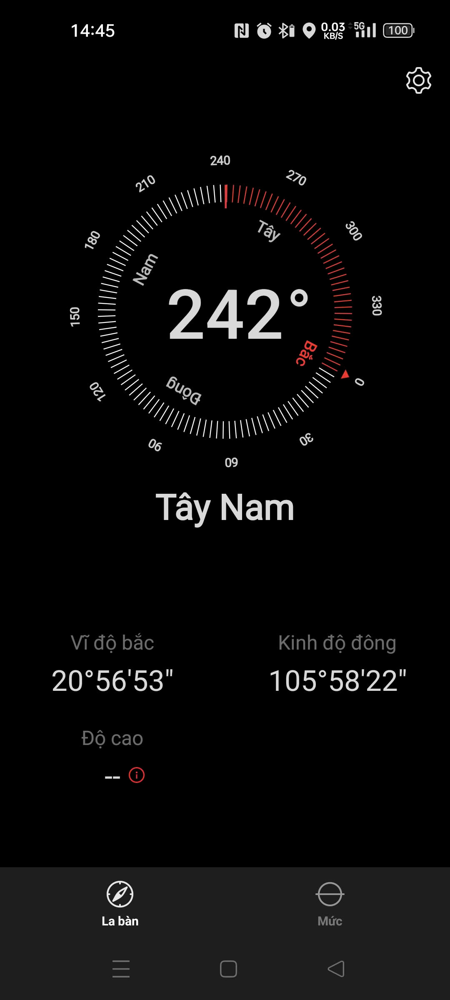 14:45
0.03 KB/S 5G 100
240
210
270
180
300
Tây
Nam
150
242°
330
Bắc
120
Đông
0
90
30
60
Tây Nam
Vĩ độ bắc
Kinh độ đông
20°56'53"
105°58'22"
Độ cao
--
La bàn
Mức